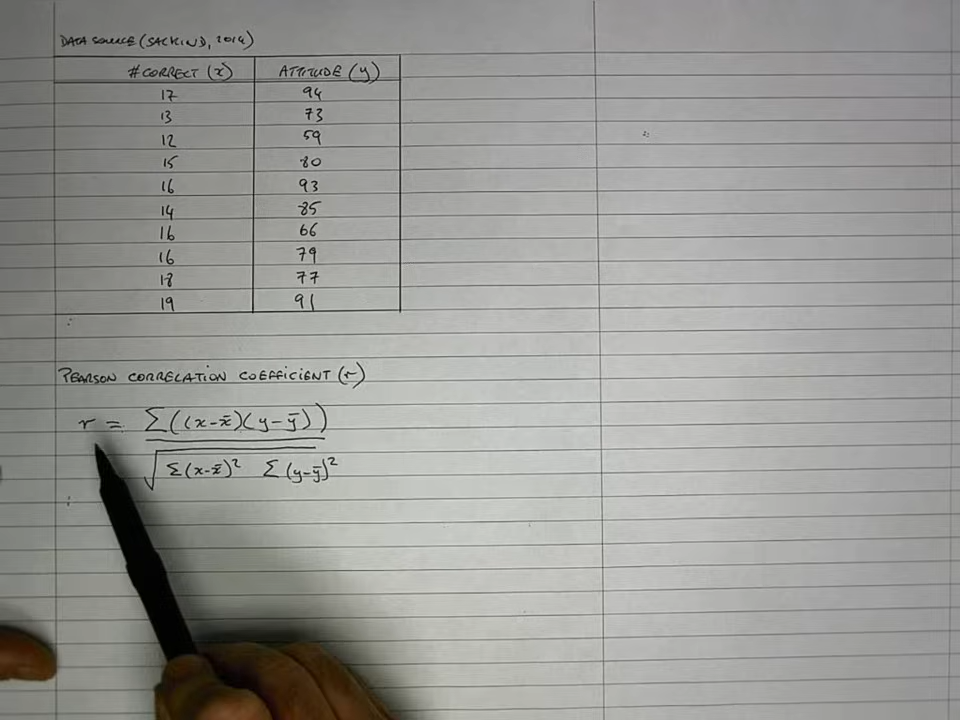 DATA SOURCE (SALKIND, 2014)
#CORRECT (x) ATTITUDE (y)
17 94
13 73
12 59
15 80
16 93
14 85
16 66
16 79
18 77
19 91
PEARSON CORRELATION COEFFICIENT (r)
r = Σ((x-x̄)(y-ȳ))
√Σ(x-x̄)² Σ(y-ȳ)²